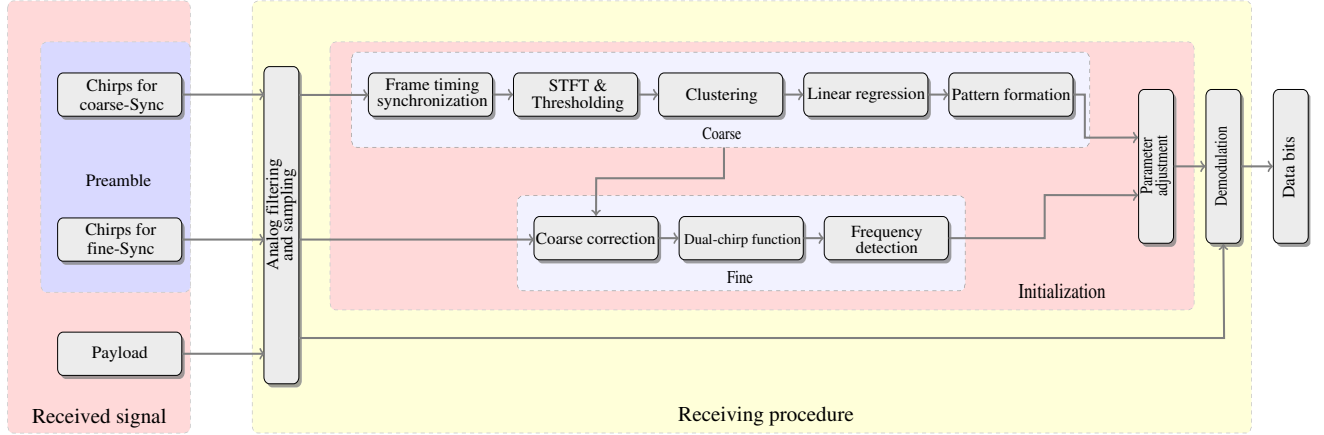 Chirps for
coarse-Sync
Preamble
Chirps for
fine-Sync
Payload
Received signal
Analog filtering
and sampling
Frame timing
synchronization
STFT &
Thresholding
Clustering
Linear regression
Pattern formation
Coarse
Coarse correction
Dual-chirp function
Frequency
detection
Fine
Initialization
Parameter
adjustment
Demodulation
Data bits
Receiving procedure